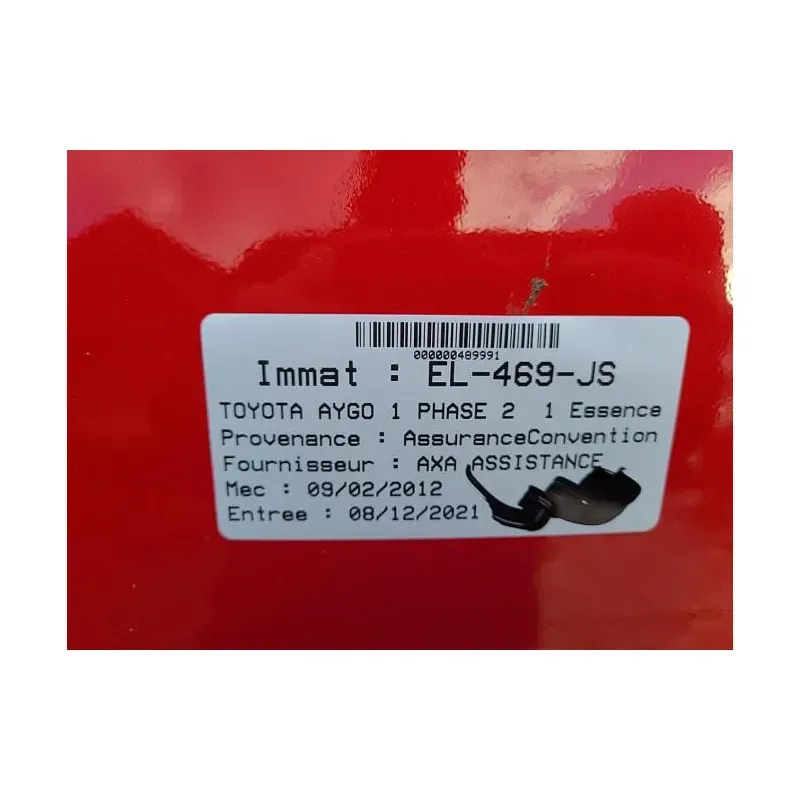 000000489991
Immat : EL-469-JS
TOYOTA AYGO 1 PHASE 2 1 Essence
Provenance : AssuranceConvention
Fournisseur : AXA ASSISTANCE
Mec : 09/02/2012
Entree : 08/12/2021